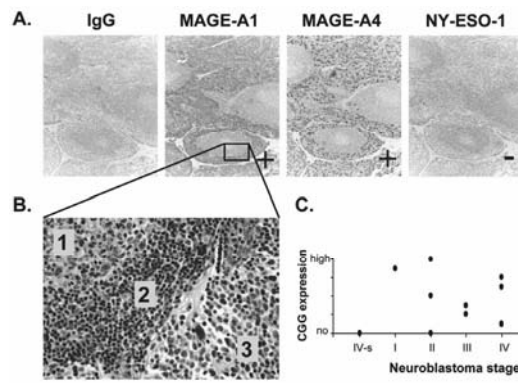 A.
IgG MAGE-A1 MAGE-A4 NY-ESO-1
+ + -
B.
1
2
3
C.
CGG expression
high
no
IV-s I II III IV
Neuroblastoma stage